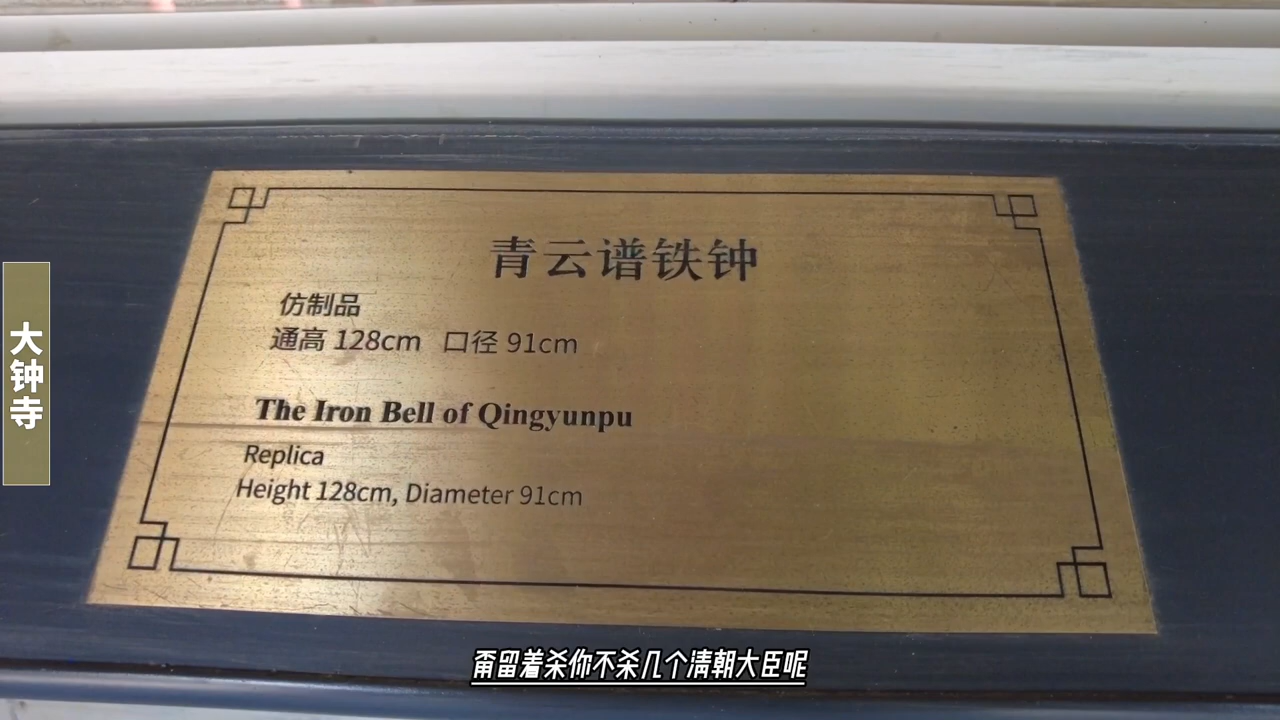 青云谱铁钟
仿制品
通高 128cm 口径 91cm
The Iron Bell of Qingyunpu
Replica
Height 128cm, Diameter 91cm
大钟寺
甭留着杀你不杀几个清朝大臣呢